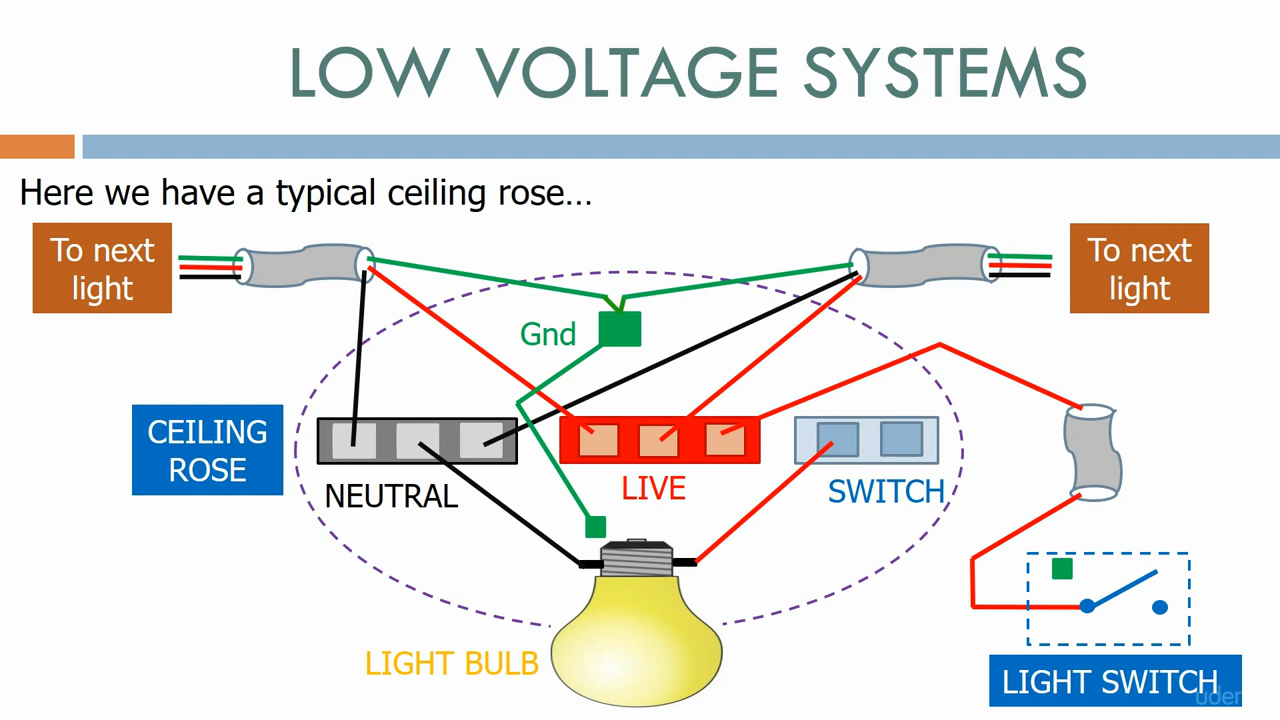 LOW VOLTAGE SYSTEMS
Here we have a typical ceiling rose...
To next
light
To next
light
Gnd
CEILING
ROSE
NEUTRAL
LIVE
SWITCH
LIGHT BULB
LIGHT SWITCH
udemy